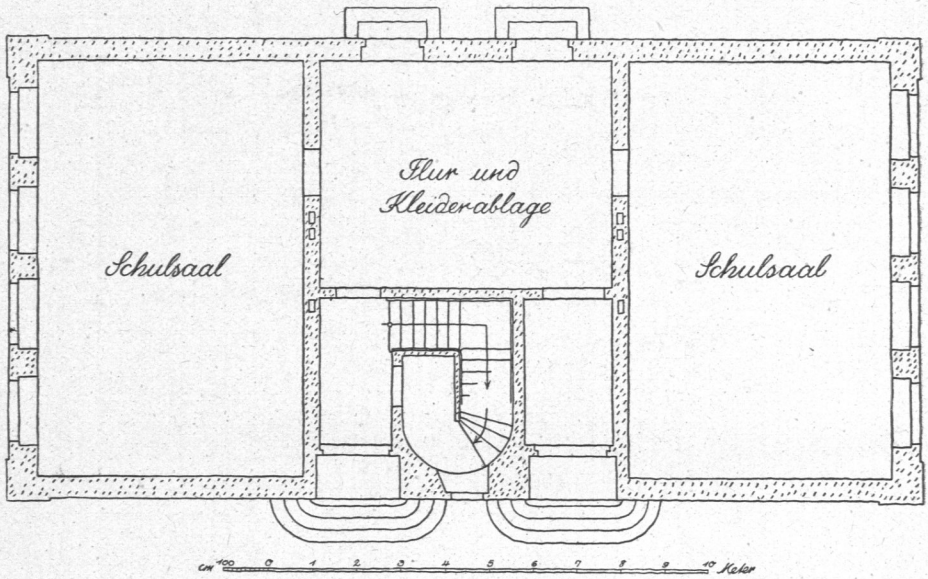 Flur und
Kleiderablage
Schulsaal
Schulsaal
cm 100 0 1 2 3 4 5 6 7 8 9 10 Meter